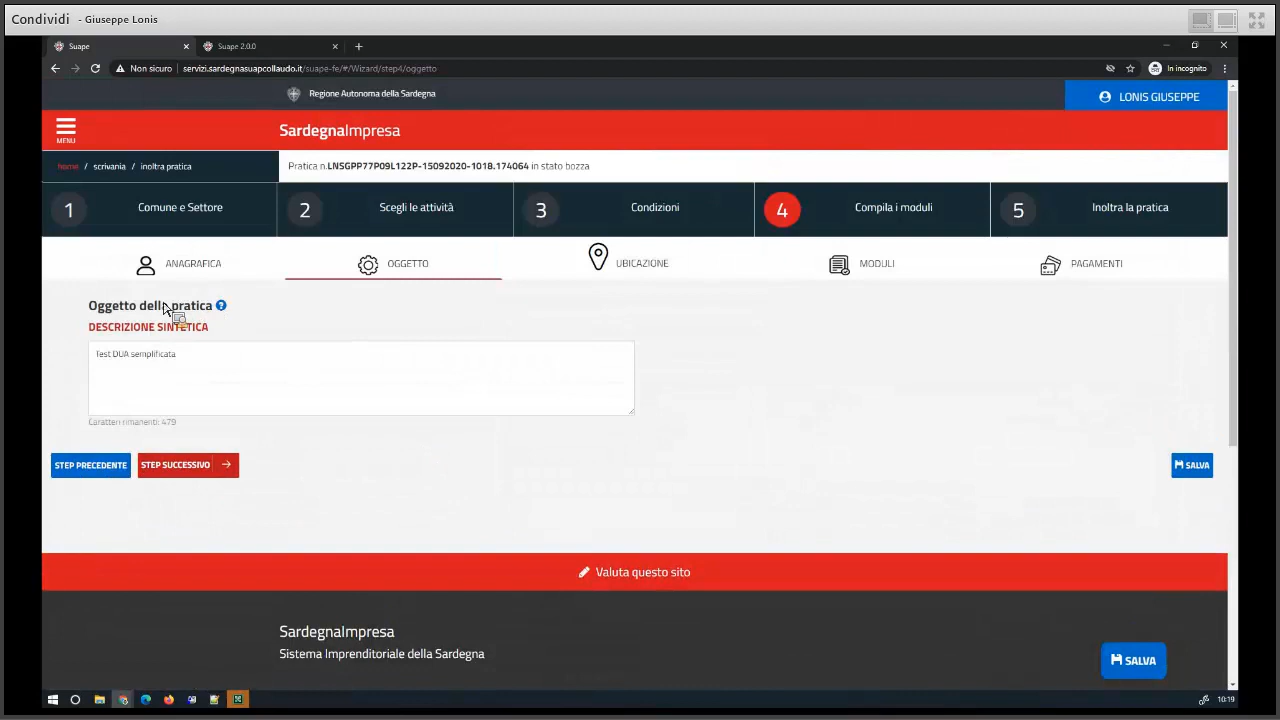 Condividi - Giuseppe Lonis
Suape
Suape 2.0.0
Non sicuro
servizi.sardegnasuapcollaudo.it/suape-fe/#/Wizard/step4/oggetto
In incognito
Regione Autonoma della Sardegna
LONIS GIUSEPPE
MENU
SardegnaImpresa
home / scrivania / inoltra pratica
Pratica n.LNSGPP77P09L122P-15092020-1018.174064 in stato bozza
1 Comune e Settore
2 Scegli le attività
3 Condizioni
4 Compila i moduli
5 Inoltra la pratica
ANAGRAFICA
OGGETTO
UBICAZIONE
MODULI
PAGAMENTI
Oggetto della pratica ?
DESCRIZIONE SINTETICA
Test DUA semplificata
Caratteri rimanenti: 479
STEP PRECEDENTE
STEP SUCCESSIVO
SALVA
Valuta questo sito
SardegnaImpresa
Sistema Imprenditoriale della Sardegna
SALVA
10:19